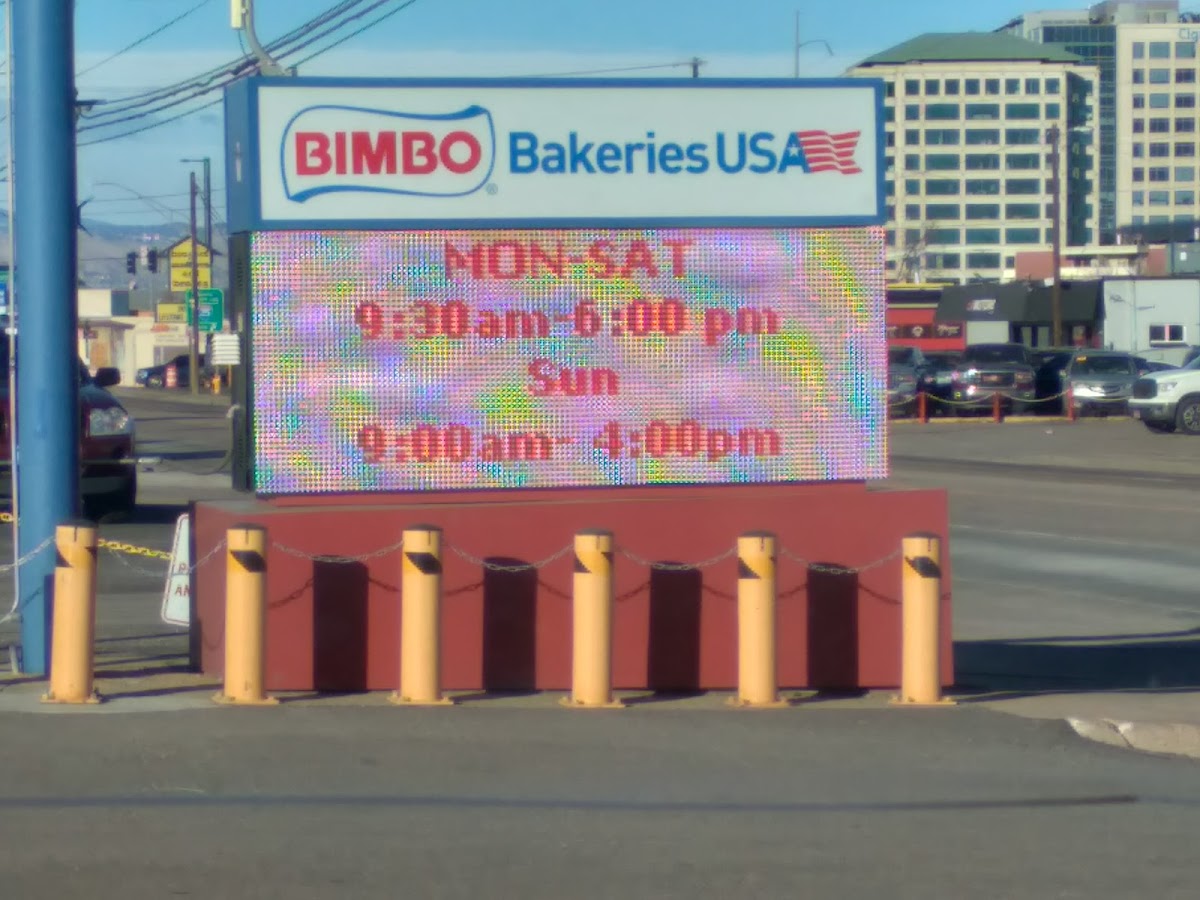 BIMBO® Bakeries USA
MON-SAT
9:30am-6:00 pm
Sun
9:00am- 4:00pm